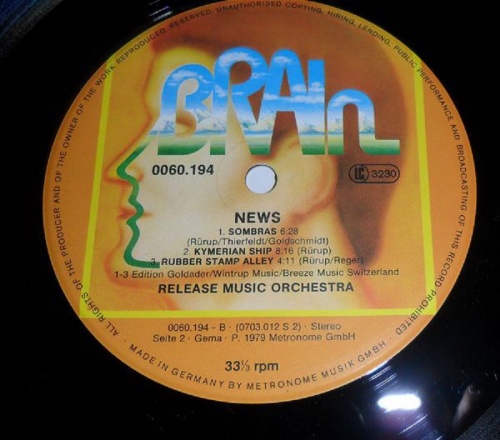 ALL RIGHTS OF THE PRODUCER AND OF THE OWNER OF THE WORK REPRODUCED RESERVED. UNAUTHORISED COPYING, HIRING, LENDING, PUBLIC PERFORMANCE AND BROADCASTING OF THIS RECORD PROHIBITED
BRAIn
0060.194
LC 3230
NEWS
1. SOMBRAS 6:28
(Rürup/Thierfeldt/Goldschmidt)
2. KYMERIAN SHIP 8:16 (Rürup)
3. RUBBER STAMP ALLEY 4:11 (Rürup/Reger)
1-3 Edition Goldader/Wintrup Music/Breeze Music Switzerland
RELEASE MUSIC ORCHESTRA
0060.194 - B · (0703.012 S 2) · Stereo
Seite 2 · Gema · P. 1979 Metronome GmbH
33⅓ rpm
· MADE IN GERMANY BY METRONOME MUSIK GMBH ·